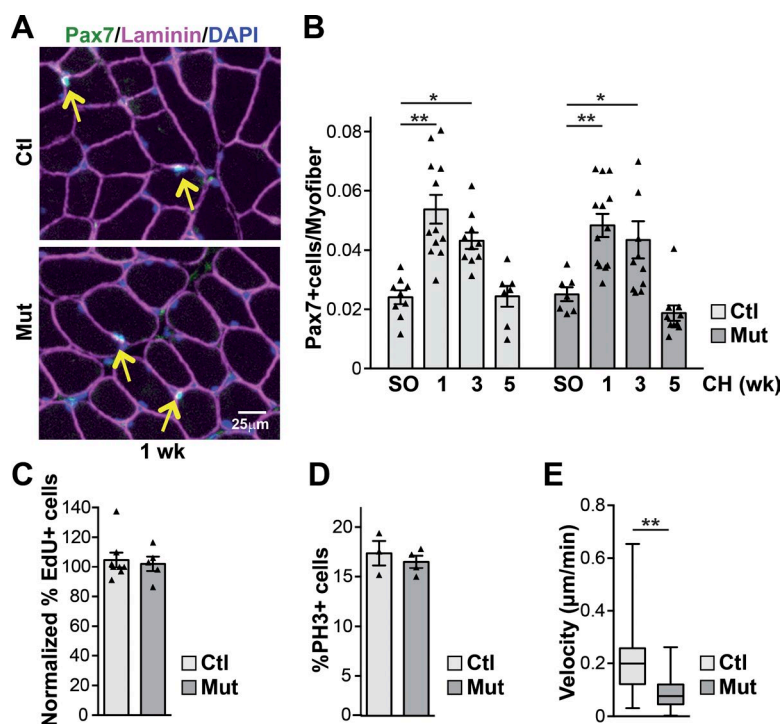 A
Pax7/Laminin/DAPI
Ctl
Mut
25μm
1 wk
B
Pax7+cells/Myofiber
0.08
0.06
0.04
0.02
0
**
*
**
*
SO 1 3 5 SO 1 3 5 CH (wk)
Ctl
Mut
C
Normalized % EdU+ cells
140
120
100
80
60
40
20
0
Ctl
Mut
D
%PH3+ cells
20
15
10
5
0
Ctl
Mut
E
Velocity (μm/min)
0.8
0.6
0.4
0.2
0
**
Ctl
Mut